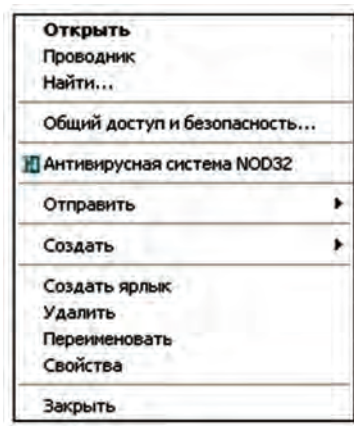 Открыть
Проводник
Найти...
Общий доступ и безопасность...
Антивирусная система NOD32
Отправить
Создать
Создать ярлык
Удалить
Переименовать
Свойства
Закрыть